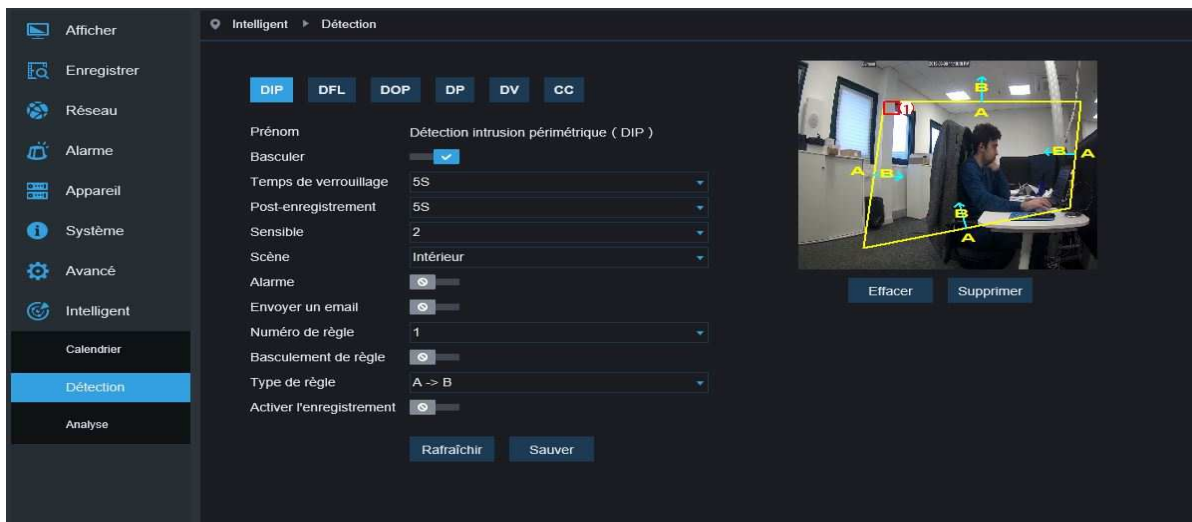 Afficher
Enregistrer
Réseau
Alarme
Appareil
Système
Avancé
Intelligent
Calendrier
Détection
Analyse
Intelligent Détection
DIP DFL DOP DP DV CC
Prénom Détection intrusion périmétrique ( DIP )
Basculer
Temps de verrouillage 5S
Post-enregistrement 5S
Sensible 2
Scène Intérieur
Alarme
Envoyer un email
Numéro de règle 1
Basculement de règle
Type de règle A -> B
Activer l'enregistrement
Rafraîchir Sauver
B
A
1
B A
A B
B
A
Effacer Supprimer